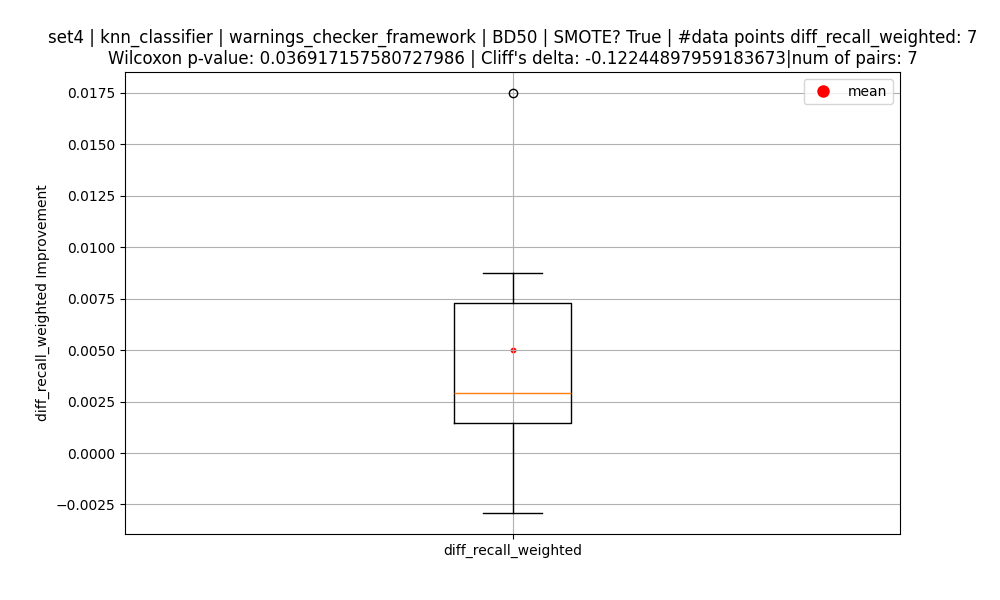 set4 | knn_classifier | warnings_checker_framework | BD50 | SMOTE? True | #data points diff_recall_weighted: 7
Wilcoxon p-value: 0.036917157580727986 | Cliff's delta: -0.12244897959183673|num of pairs: 7
mean
0.0175
0.0150
0.0125
0.0100
0.0075
0.0050
0.0025
0.0000
−0.0025
diff_recall_weighted Improvement
diff_recall_weighted